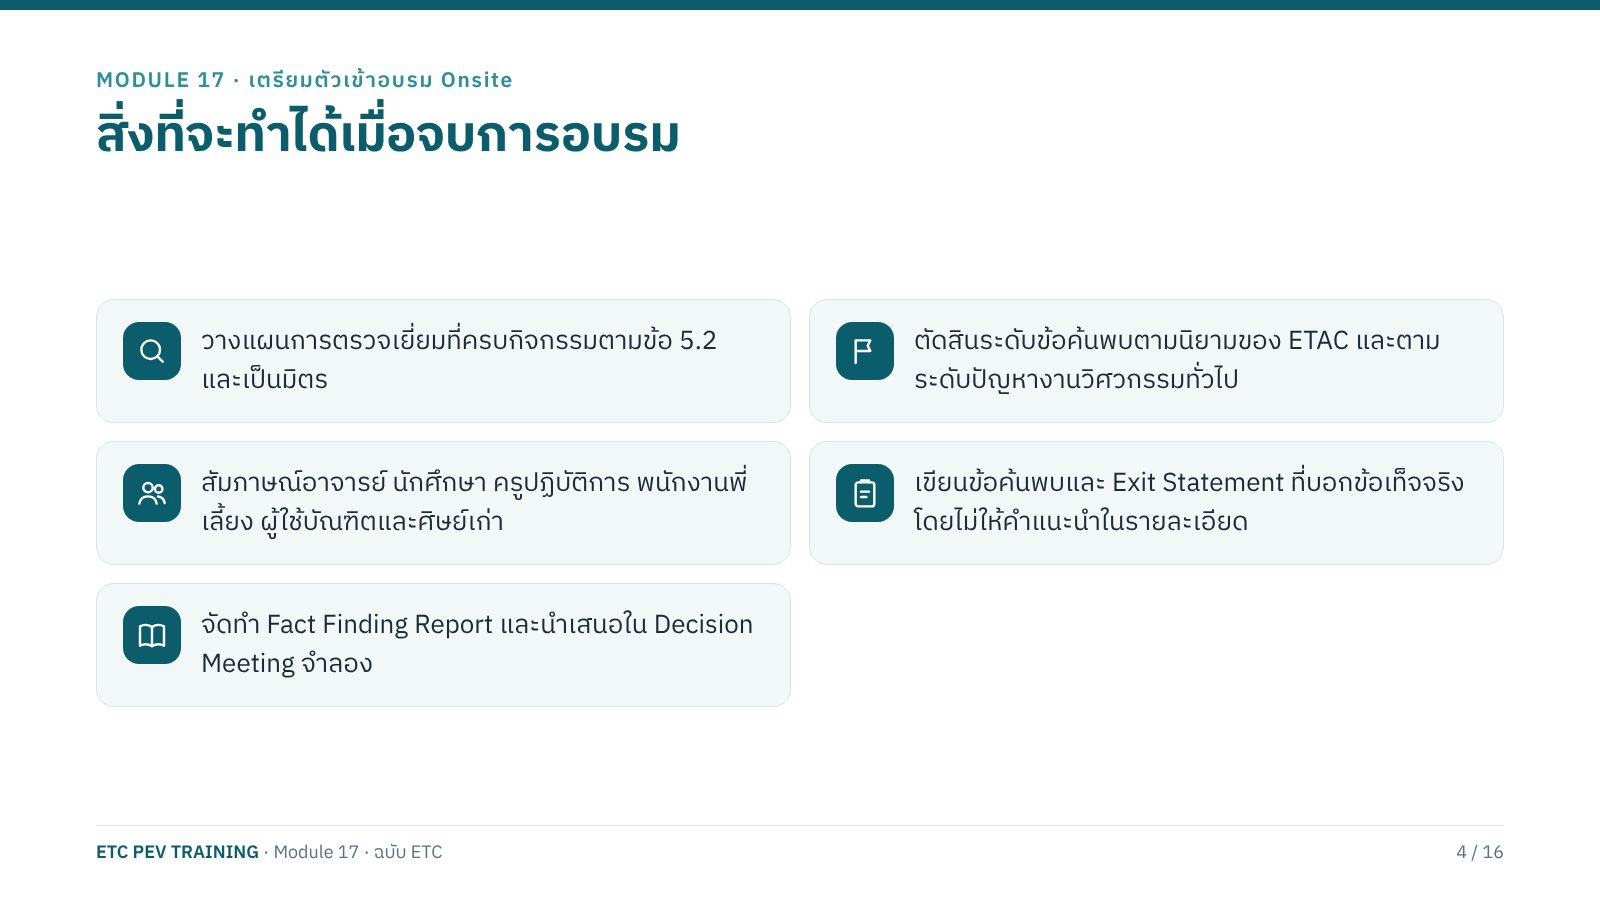 MODULE 17 · เตรียมตัวเข้าอบรม Onsite
สิ่งที่จะทำได้เมื่อจบการอบรม
วางแผนการตรวจเยี่ยมที่ครบกิจกรรมตามข้อ 5.2
และเป็นมิตร
ตัดสินระดับข้อค้นพบตามนิยามของ ETAC และตาม
ระดับปัญหางานวิศวกรรมทั่วไป
สัมภาษณ์อาจารย์ นักศึกษา ครูปฏิบัติการ พนักงานพี่
เลี้ยง ผู้ใช้บัณฑิตและศิษย์เก่า
เขียนข้อค้นพบและ Exit Statement ที่บอกข้อเท็จจริง
โดยไม่ให้คำแนะนำในรายละเอียด
จัดทำ Fact Finding Report และนำเสนอใน Decision
Meeting จำลอง
ETC PEV TRAINING · Module 17 · ฉบับ ETC
4 / 16